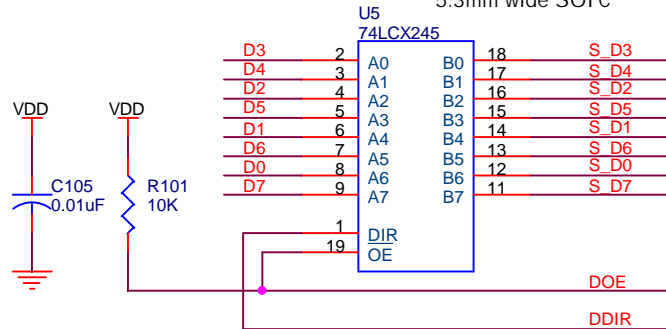 5.3mm wide SOIC
U5
74LCX245
D3 2 A0 B0 18 S_D3
D4 3 A1 B1 17 S_D4
D2 4 A2 B2 16 S_D2
D5 5 A3 B3 15 S_D5
D1 6 A4 B4 14 S_D1
D6 7 A5 B5 13 S_D6
D0 8 A6 B6 12 S_D0
D7 9 A7 B7 11 S_D7
1 DIR
19 OE
VDD
C105
0.01uF
VDD
R101
10K
DOE
DDIR